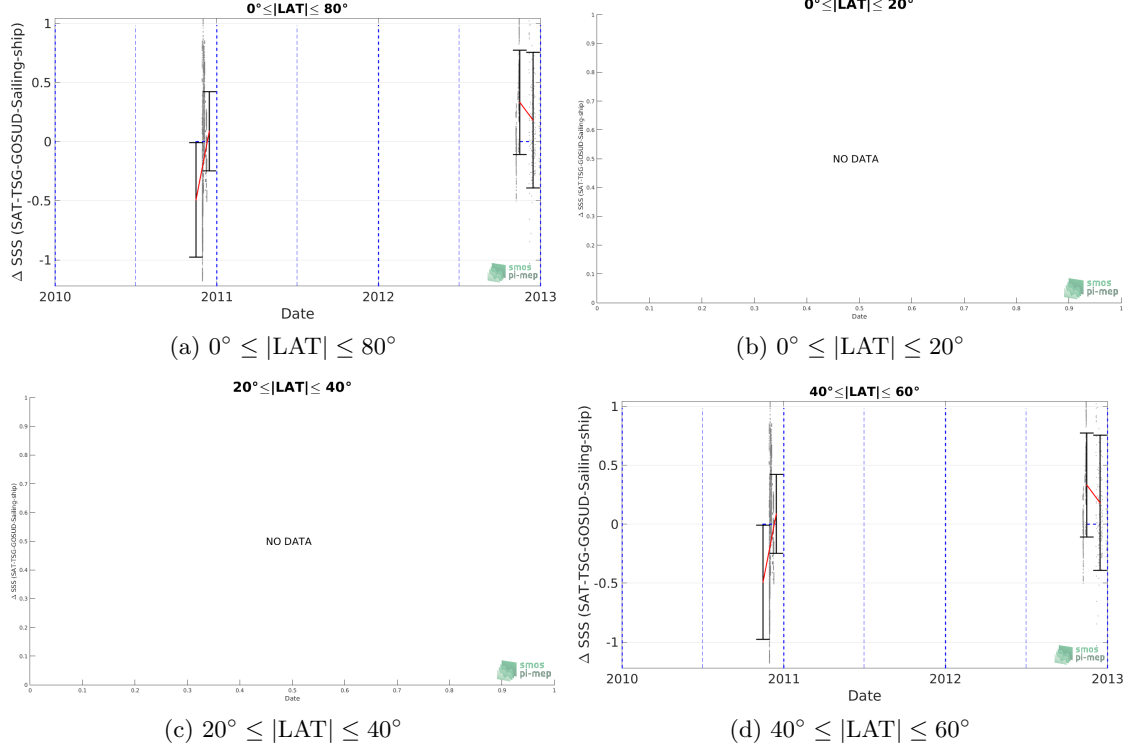 0°≤|LAT|≤ 80°
1
0.5
0
-0.5
-1
Δ SSS (SAT-TSG-GOSUD-Sailing-ship)
2010
2011
2012
2013
Date
smos
pi-mep
(a) 0° ≤ |LAT| ≤ 80°
0°≤|LAT|≤ 20°
1
0.9
0.8
0.7
0.6
0.5
0.4
0.3
0.2
0.1
0
Δ SSS (SAT-TSG-GOSUD-Sailing-ship)
NO DATA
0
0.1
0.2
0.3
0.4
0.5
0.6
0.7
0.8
0.9
1
Date
smos
pi-mep
(b) 0° ≤ |LAT| ≤ 20°
20°≤|LAT|≤ 40°
1
0.9
0.8
0.7
0.6
0.5
0.4
0.3
0.2
0.1
0
Δ SSS (SAT-TSG-GOSUD-Sailing-ship)
NO DATA
0
0.1
0.2
0.3
0.4
0.5
0.6
0.7
0.8
0.9
1
Date
smos
pi-mep
(c) 20° ≤ |LAT| ≤ 40°
40°≤|LAT|≤ 60°
1
0.5
0
-0.5
-1
Δ SSS (SAT-TSG-GOSUD-Sailing-ship)
2010
2011
2012
2013
Date
smos
pi-mep
(d) 40° ≤ |LAT| ≤ 60°